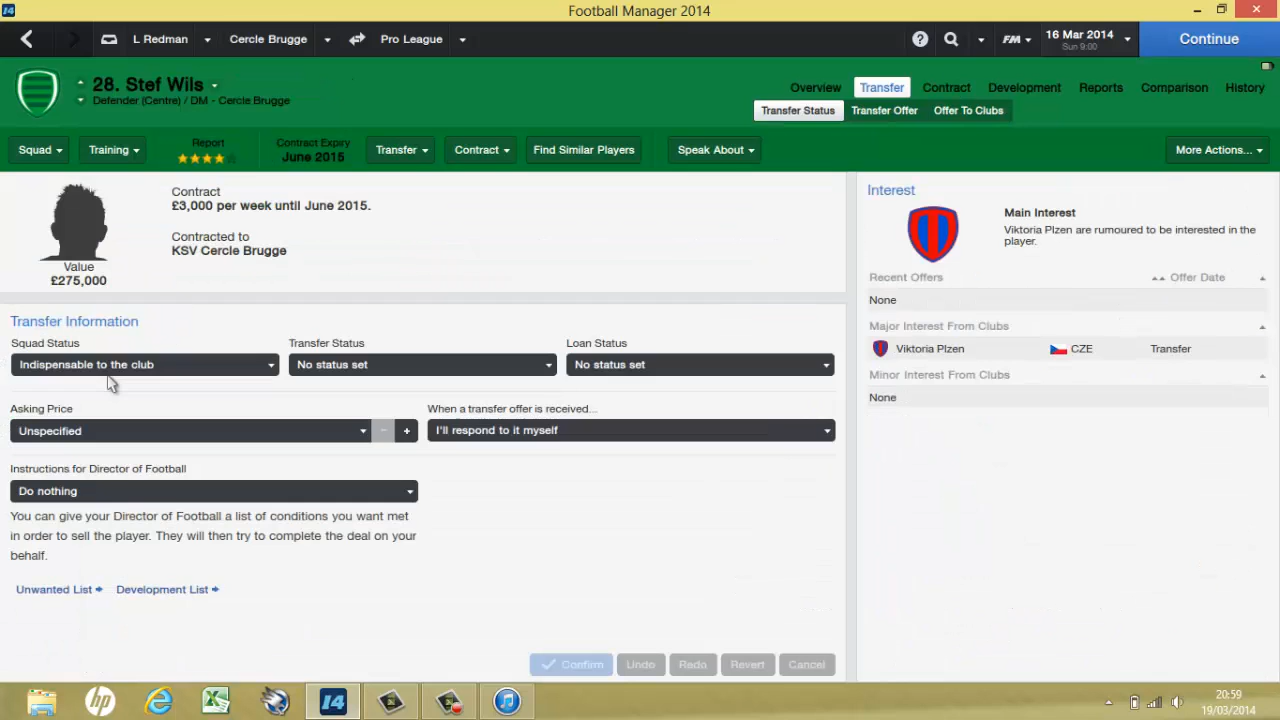 Football Manager 2014
L Redman
Cercle Brugge
Pro League
FM
16 Mar 2014
Sun 9:00
Continue
28. Stef Wils
Defender (Centre) / DM - Cercle Brugge
Overview
Transfer
Contract
Development
Reports
Comparison
History
Transfer Status
Transfer Offer
Offer To Clubs
Squad
Training
Report
Contract Expiry
June 2015
Transfer
Contract
Find Similar Players
Speak About
More Actions...
Contract
£3,000 per week until June 2015.
Contracted to
KSV Cercle Brugge
Value
£275,000
Interest
Main Interest
Viktoria Plzen are rumoured to be interested in the
player.
Recent Offers
Offer Date
None
Major Interest From Clubs
Viktoria Plzen
CZE
Transfer
Minor Interest From Clubs
None
Transfer Information
Squad Status
Transfer Status
Loan Status
Indispensable to the club
No status set
No status set
Asking Price
When a transfer offer is received...
Unspecified
- +
I'll respond to it myself
Instructions for Director of Football
Do nothing
You can give your Director of Football a list of conditions you want met
in order to sell the player. They will then try to complete the deal on your
behalf.
Unwanted List
Development List
Confirm
Undo
Redo
Revert
Cancel
20:59
19/03/2014